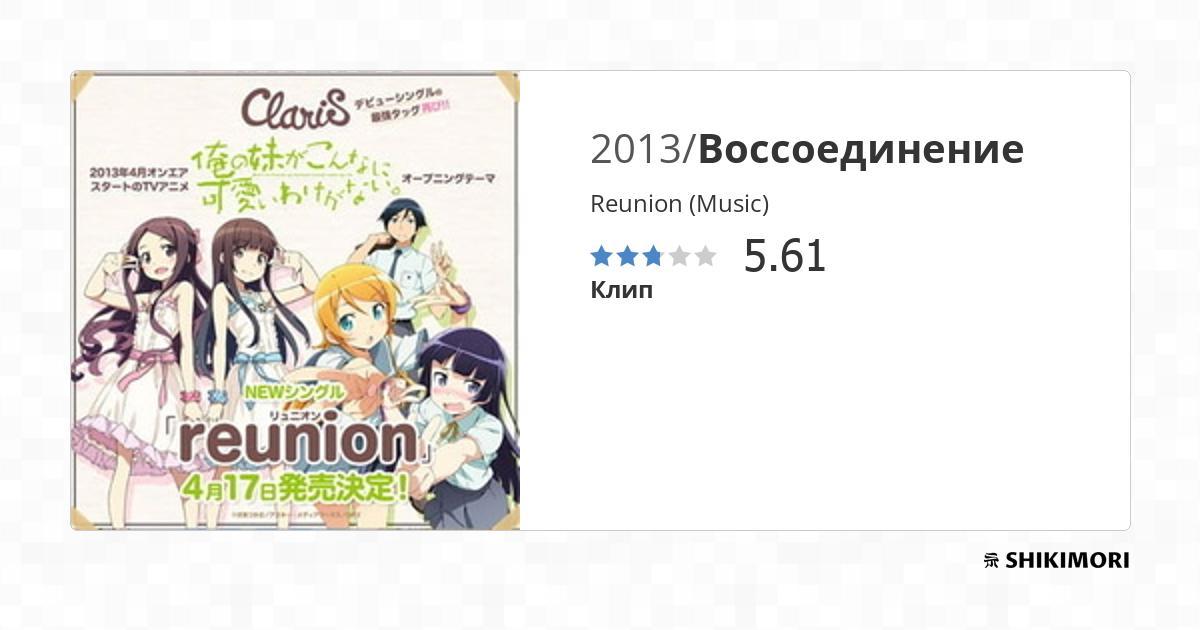 ClariS
デビューシングルの
最強タッグ再び!!
俺の妹がこんなに
可愛いわけがない。
2013年4月オンエア
スタートのTVアニメ
オープニングテーマ
NEWシングル
リュニオン
「reunion」
4月17日発売決定!
2013/Воссоединение
Reunion (Music)
5.61
Клип
SHIKIMORI